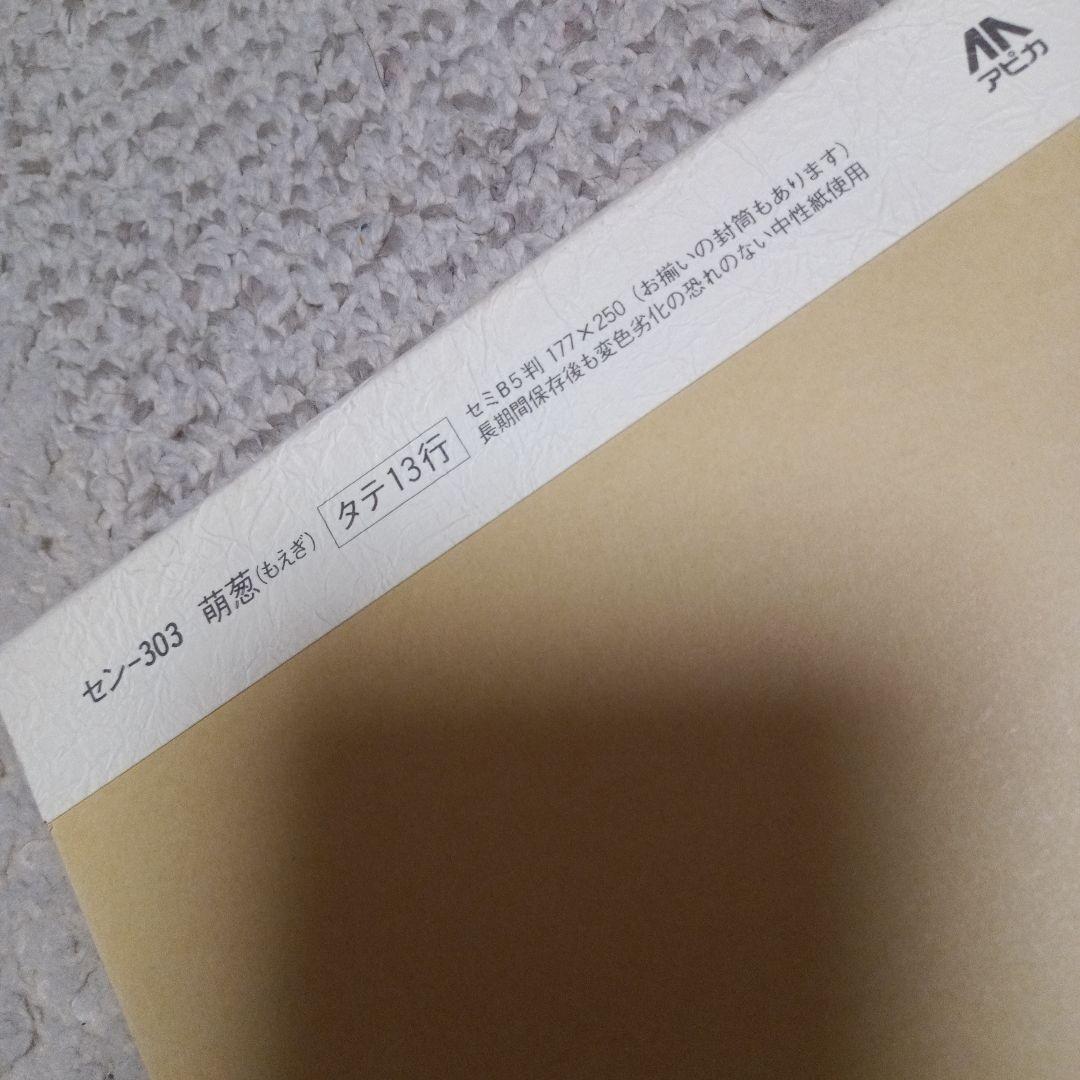 セン-303 萌葱(もえぎ) タテ13行
セミB5判 177×250 (お揃いの封筒もあります)
長期間保存後も変色劣化の恐れのない中性紙使用
アピカ